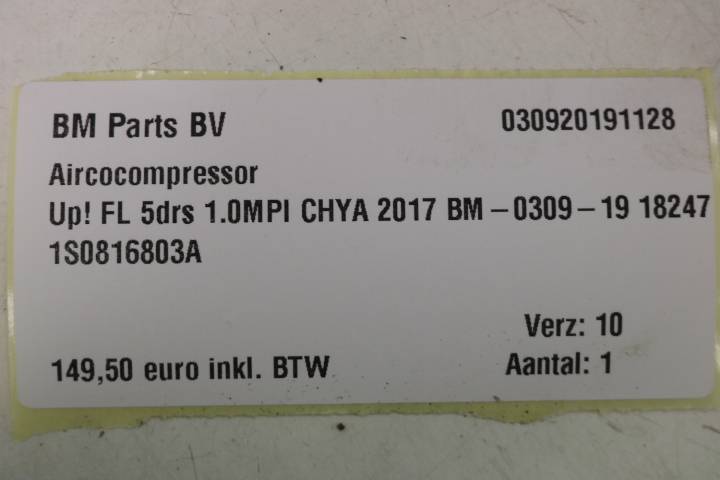 BM Parts BV 030920191128
Aircocompressor
Up! FL 5drs 1.0MPI CHYA 2017 BM-0309-19 18247
1S0816803A
Verz: 10
149,50 euro inkl. BTW Aantal: 1